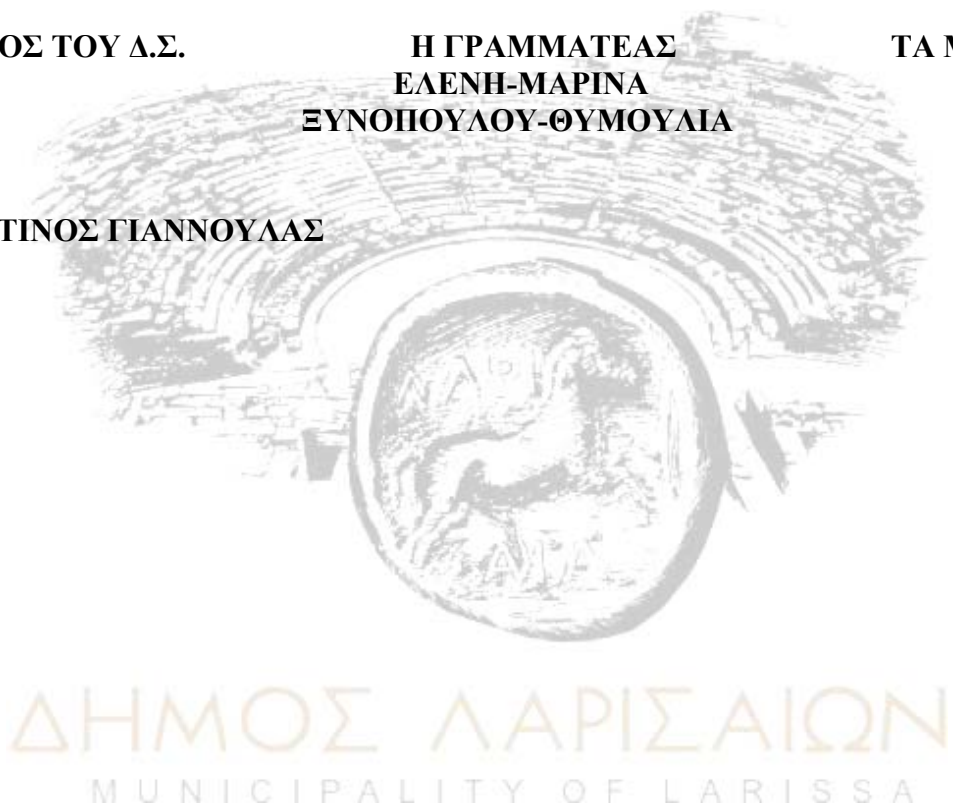 ΟΣ ΤΟΥ Δ.Σ. Η ΓΡΑΜΜΑΤΕΑΣ ΤΑ Μ
ΕΛΕΝΗ-ΜΑΡΙΝΑ
ΞΥΝΟΠΟΥΛΟΥ-ΘΥΜΟΥΛΙΑ
ΤΙΝΟΣ ΓΙΑΝΝΟΥΛΑΣ
ΔΗΜΟΣ ΛΑΡΙΣΑΙΩΝ
MUNICIPALITY OF LARISSA